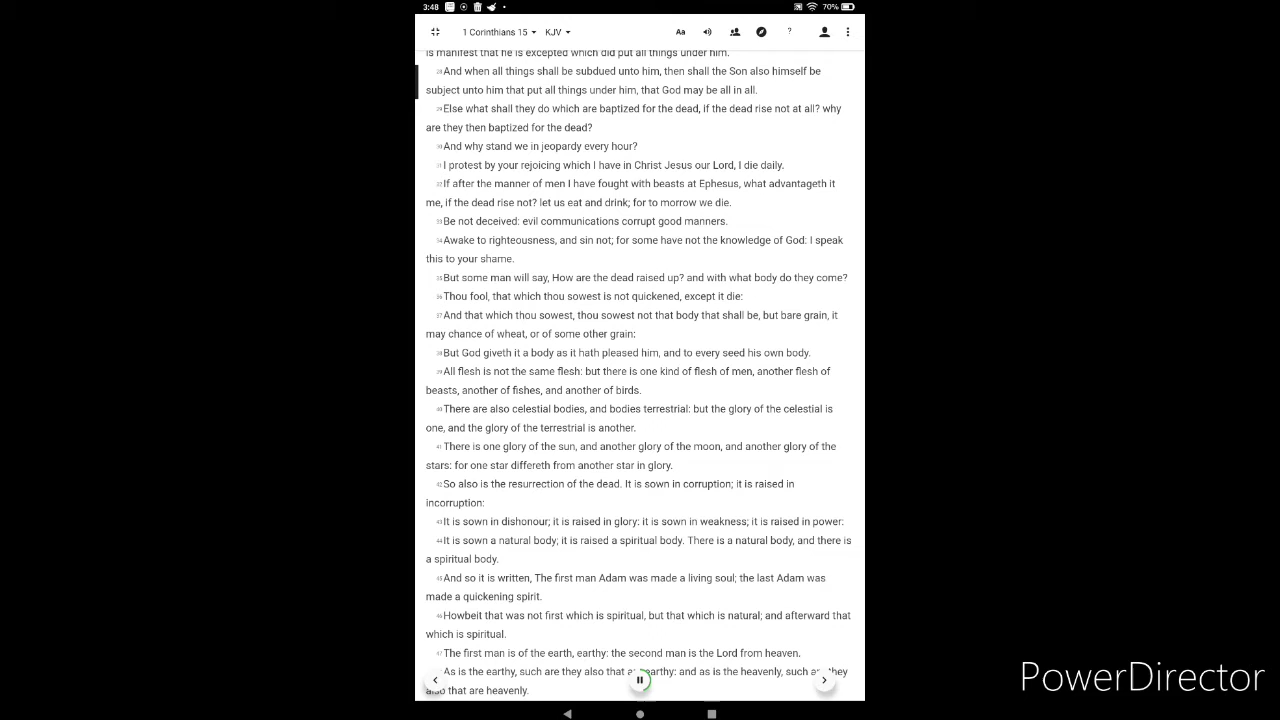 3:48
70%
1 Corinthians 15 KJV Aa ?
is manifest that he is excepted which did put all things under him.
28 And when all things shall be subdued unto him, then shall the Son also himself be
subject unto him that put all things under him, that God may be all in all.
29 Else what shall they do which are baptized for the dead, if the dead rise not at all? why
are they then baptized for the dead?
30 And why stand we in jeopardy every hour?
31 I protest by your rejoicing which I have in Christ Jesus our Lord, I die daily.
32 If after the manner of men I have fought with beasts at Ephesus, what advantageth it
me, if the dead rise not? let us eat and drink; for to morrow we die.
33 Be not deceived: evil communications corrupt good manners.
34 Awake to righteousness, and sin not; for some have not the knowledge of God: I speak
this to your shame.
35 But some man will say, How are the dead raised up? and with what body do they come?
36 Thou fool, that which thou sowest is not quickened, except it die:
37 And that which thou sowest, thou sowest not that body that shall be, but bare grain, it
may chance of wheat, or of some other grain:
38 But God giveth it a body as it hath pleased him, and to every seed his own body.
39 All flesh is not the same flesh: but there is one kind of flesh of men, another flesh of
beasts, another of fishes, and another of birds.
40 There are also celestial bodies, and bodies terrestrial: but the glory of the celestial is
one, and the glory of the terrestrial is another.
41 There is one glory of the sun, and another glory of the moon, and another glory of the
stars: for one star differeth from another star in glory.
42 So also is the resurrection of the dead. It is sown in corruption; it is raised in
incorruption:
43 It is sown in dishonour; it is raised in glory: it is sown in weakness; it is raised in power:
44 It is sown a natural body; it is raised a spiritual body. There is a natural body, and there is
a spiritual body.
45 And so it is written, The first man Adam was made a living soul; the last Adam was
made a quickening spirit.
46 Howbeit that was not first which is spiritual, but that which is natural; and afterward that
which is spiritual.
47 The first man is of the earth, earthy: the second man is the Lord from heaven.
As is the earthy, such are they also that are earthy: and as is the heavenly, such are they
also that are heavenly.
PowerDirector